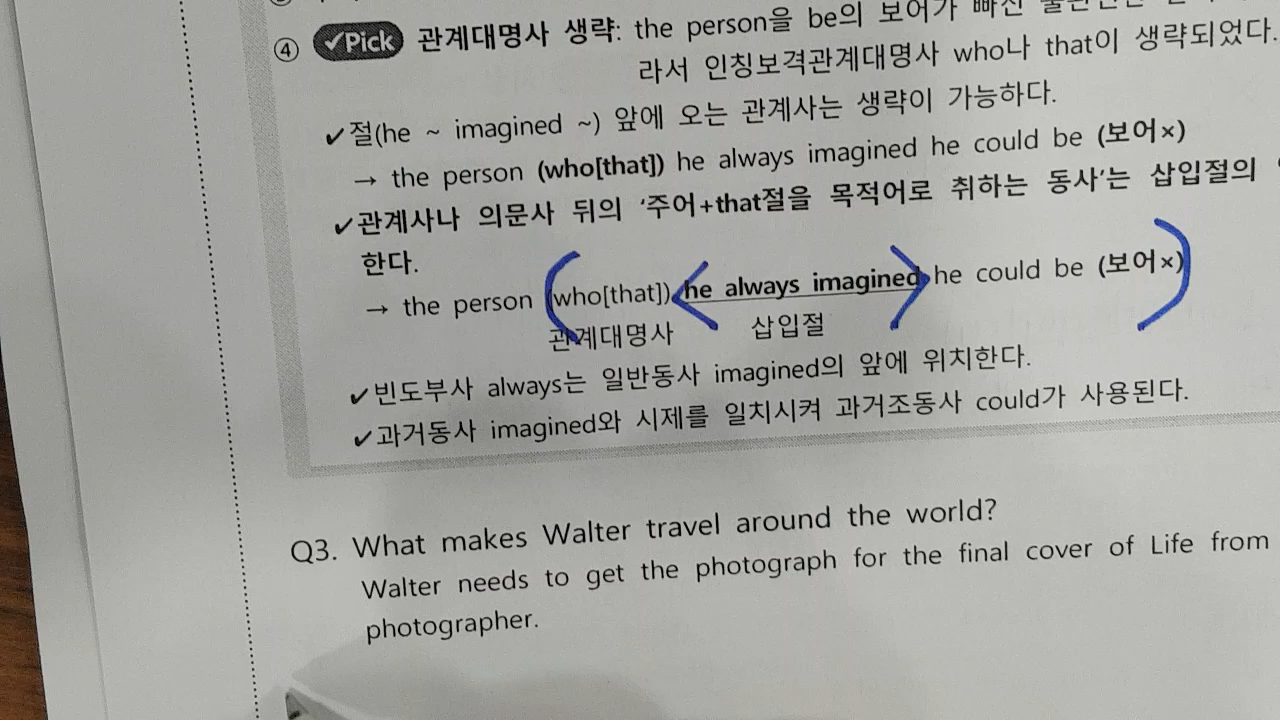 ④ ✓Pick 관계대명사 생략: the person을 be의 보어가 빠진
라서 인칭보격관계대명사 who나 that이 생략되었다.
✔절(he ~ imagined ~) 앞에 오는 관계사는 생략이 가능하다.
→ the person (who[that]) he always imagined he could be (보어×)
✔관계사나 의문사 뒤의 ‘주어+that절을 목적어로 취하는 동사’는 삽입절의
한다.
→ the person (who[that]) he always imagined he could be (보어×)
관계대명사 삽입절
✔빈도부사 always는 일반동사 imagined의 앞에 위치한다.
✔과거동사 imagined와 시제를 일치시켜 과거조동사 could가 사용된다.
Q3. What makes Walter travel around the world?
Walter needs to get the photograph for the final cover of Life from
photographer.